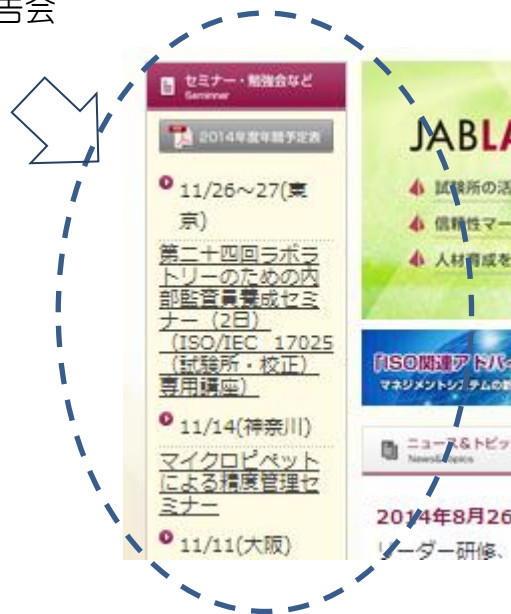 告会
セミナー・勉強会など
Seminar
2014年度年間予定表
11/26～27(東
京)
第二十四回ラボラ
トリーのための内
部監査員養成セミ
ナー（2日）
（ISO/IEC 17025
（試験所・校正）
専用講座）
11/14(神奈川)
マイクロピペット
による精度管理セ
ミナー
11/11(大阪)
JABLA
試験所の活
信頼性マー
人材育成を
「ISO関連アドバイ
マネジメントシステムの
ニュース&トピッ
News&Topics
2014年8月26
リーダー研修、